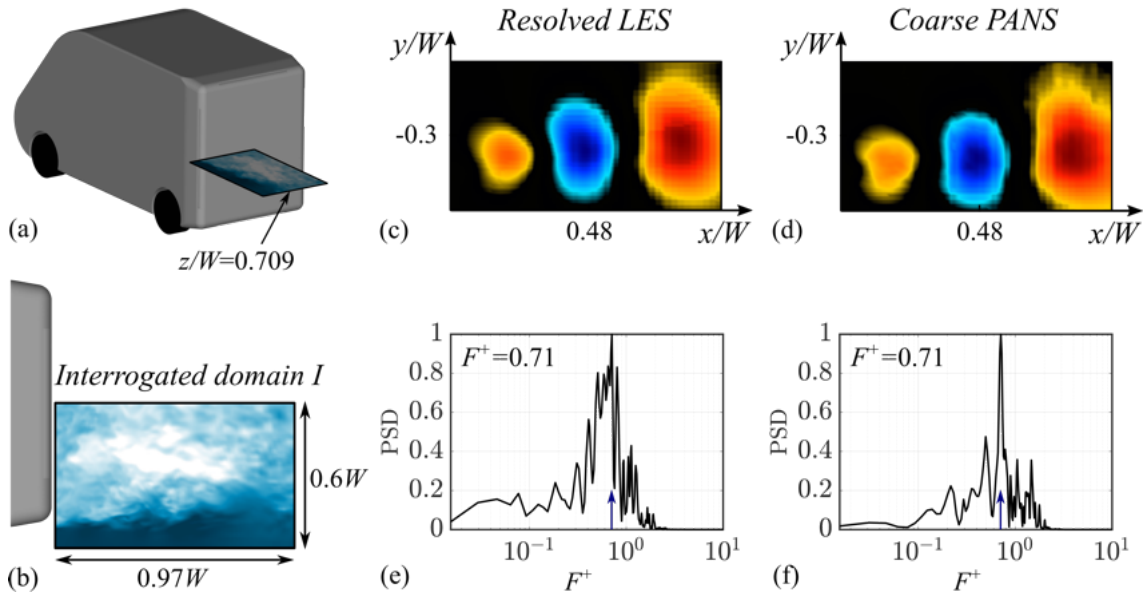 (a)
z/W=0.709
Resolved LES
y/W
-0.3
0.48
x/W
(c)
Coarse PANS
y/W
-0.3
0.48
x/W
(d)
Interrogated domain I
0.6W
0.97W
(b)
F⁺=0.71
PSD
1
0.8
0.6
0.4
0.2
0
10⁻¹
10⁰
10¹
F⁺
(e)
F⁺=0.71
PSD
1
0.8
0.6
0.4
0.2
0
10⁻¹
10⁰
10¹
F⁺
(f)